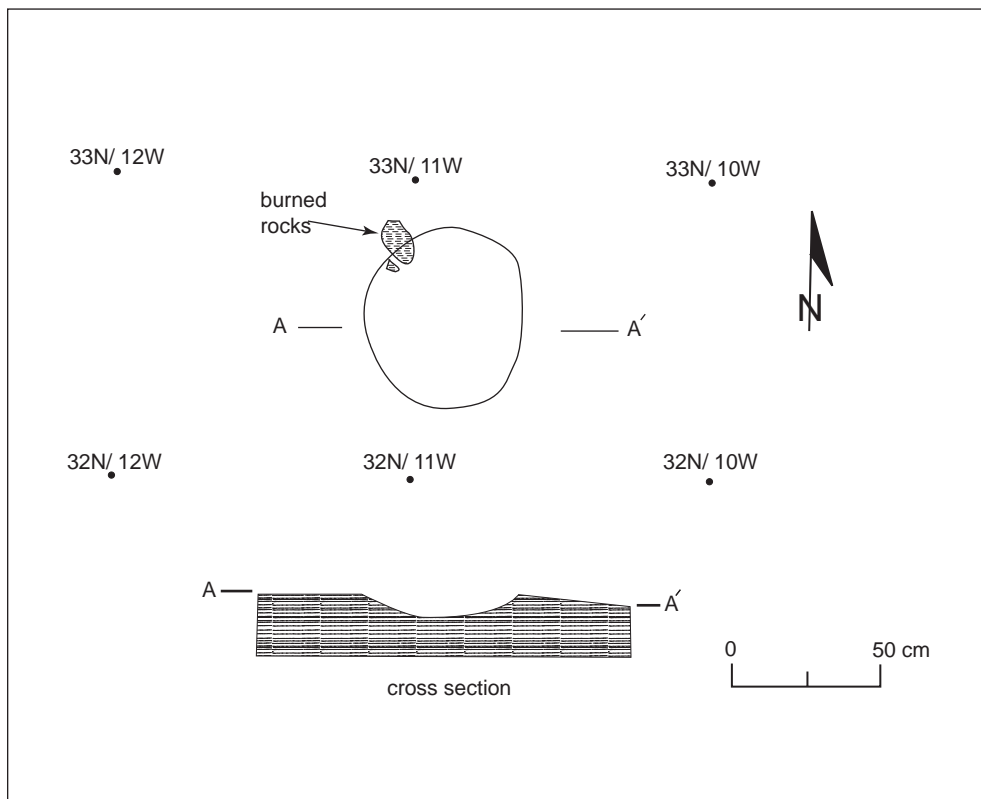 33N/ 12W
33N/ 11W
33N/ 10W
burned
rocks
N
A
A′
32N/ 12W
32N/ 11W
32N/ 10W
A
A′
0
50 cm
cross section